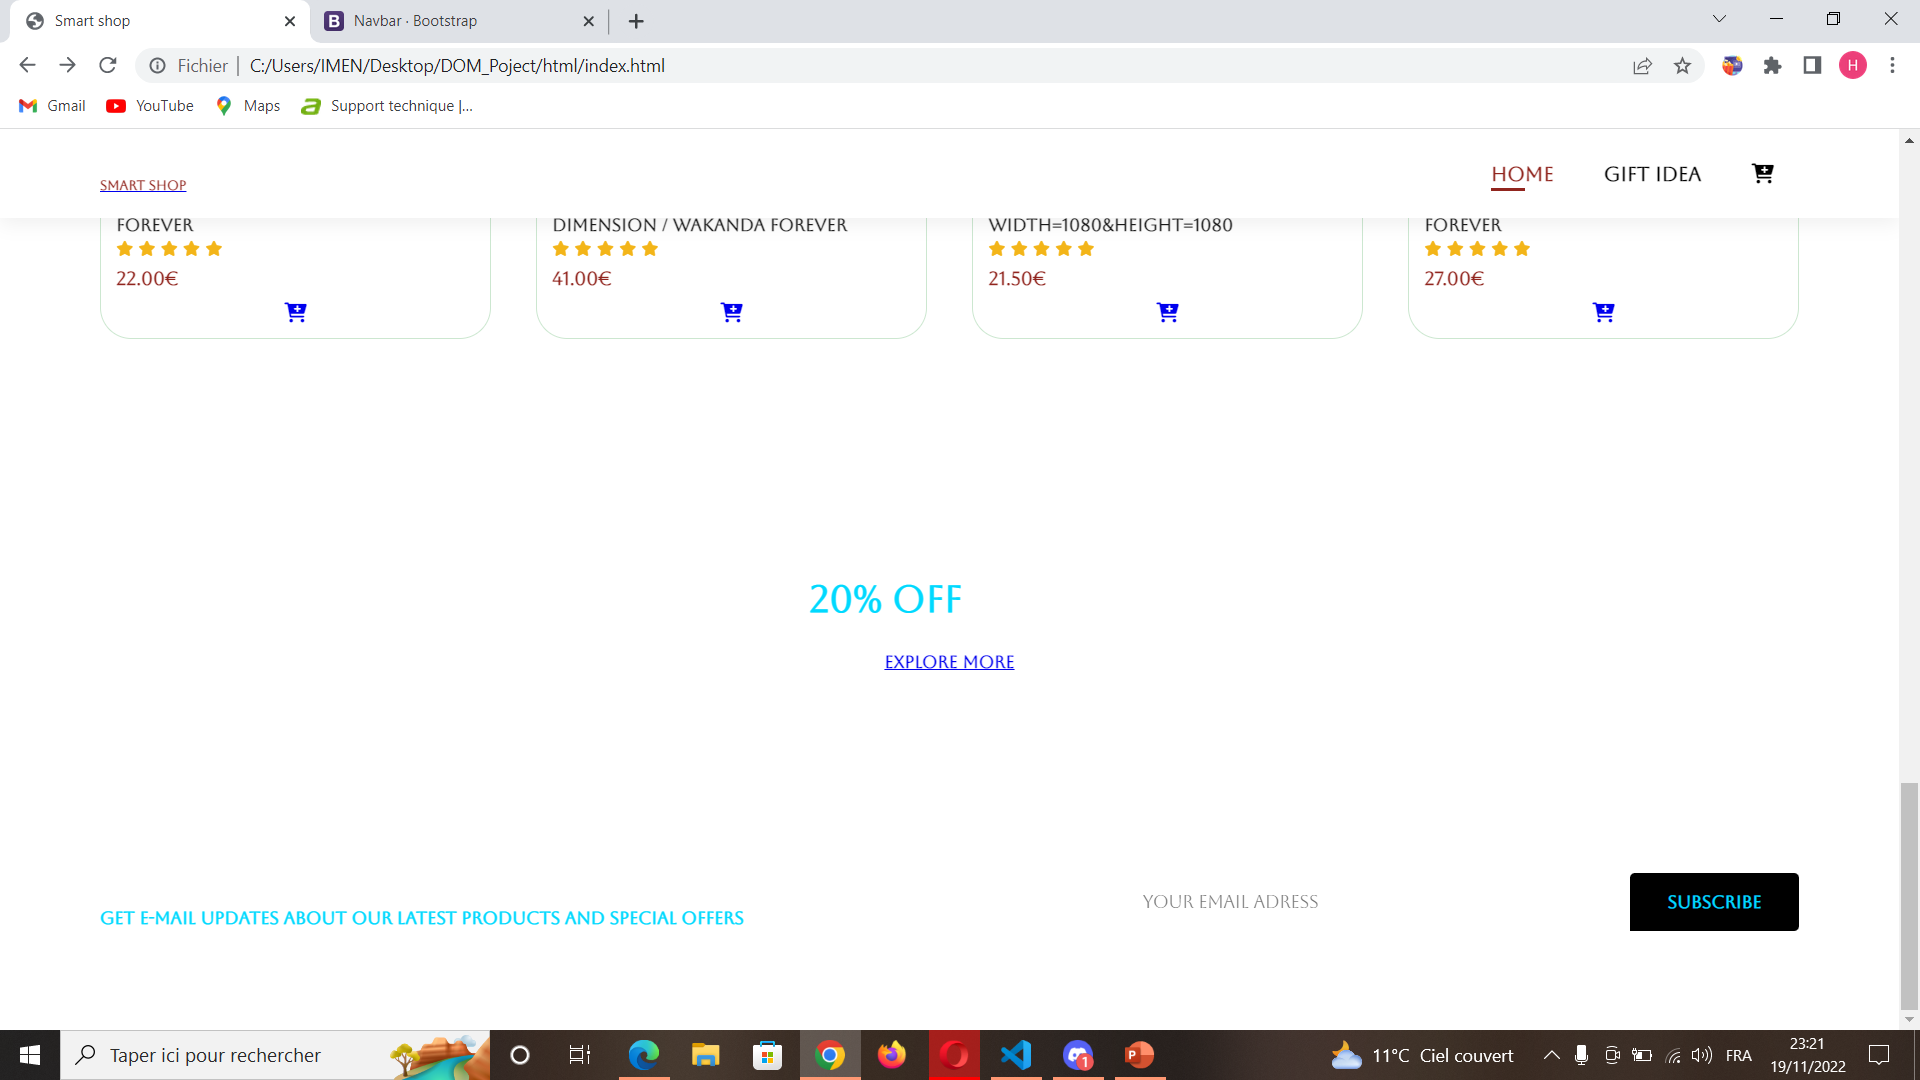 Smart shop
Navbar · Bootstrap
Fichier | C:/Users/IMEN/Desktop/DOM_Poject/html/index.html
H
Gmail
YouTube
Maps
Support technique |...
SMART SHOP
HOME
GIFT IDEA
FOREVER
22.00€
DIMENSION / WAKANDA FOREVER
41.00€
WIDTH=1080&HEIGHT=1080
21.50€
FOREVER
27.00€
20% OFF
EXPLORE MORE
GET E-MAIL UPDATES ABOUT OUR LATEST PRODUCTS AND SPECIAL OFFERS
YOUR EMAIL ADRESS
SUBSCRIBE
Taper ici pour rechercher
1
11°C Ciel couvert
FRA
23:21
19/11/2022